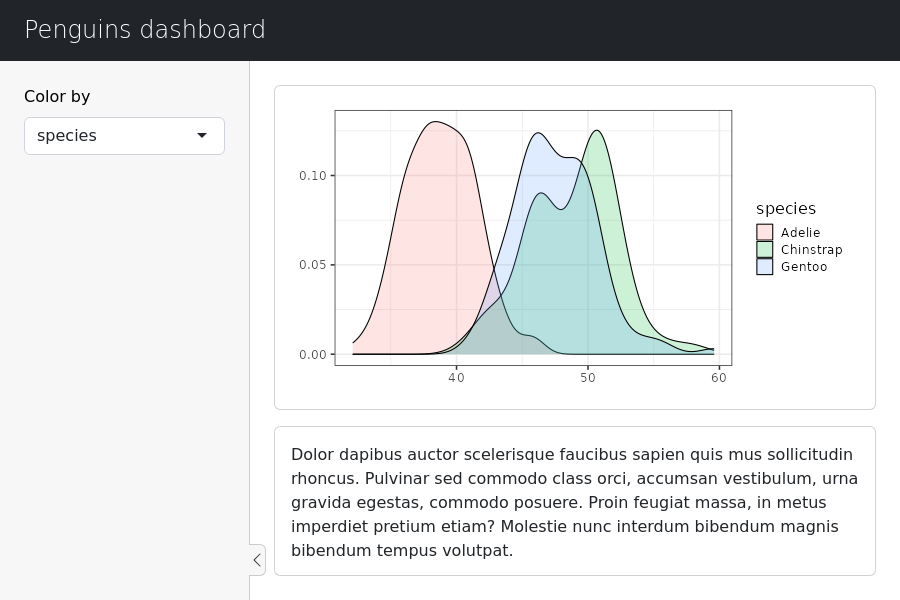 Penguins dashboard
Color by
species
0.10
0.05
0.00
40 50 60
species
Adelie
Chinstrap
Gentoo
Dolor dapibus auctor scelerisque faucibus sapien quis mus sollicitudin
rhoncus. Pulvinar sed commodo class orci, accumsan vestibulum, urna
gravida egestas, commodo posuere. Proin feugiat massa, in metus
imperdiet pretium etiam? Molestie nunc interdum bibendum magnis
bibendum tempus volutpat.